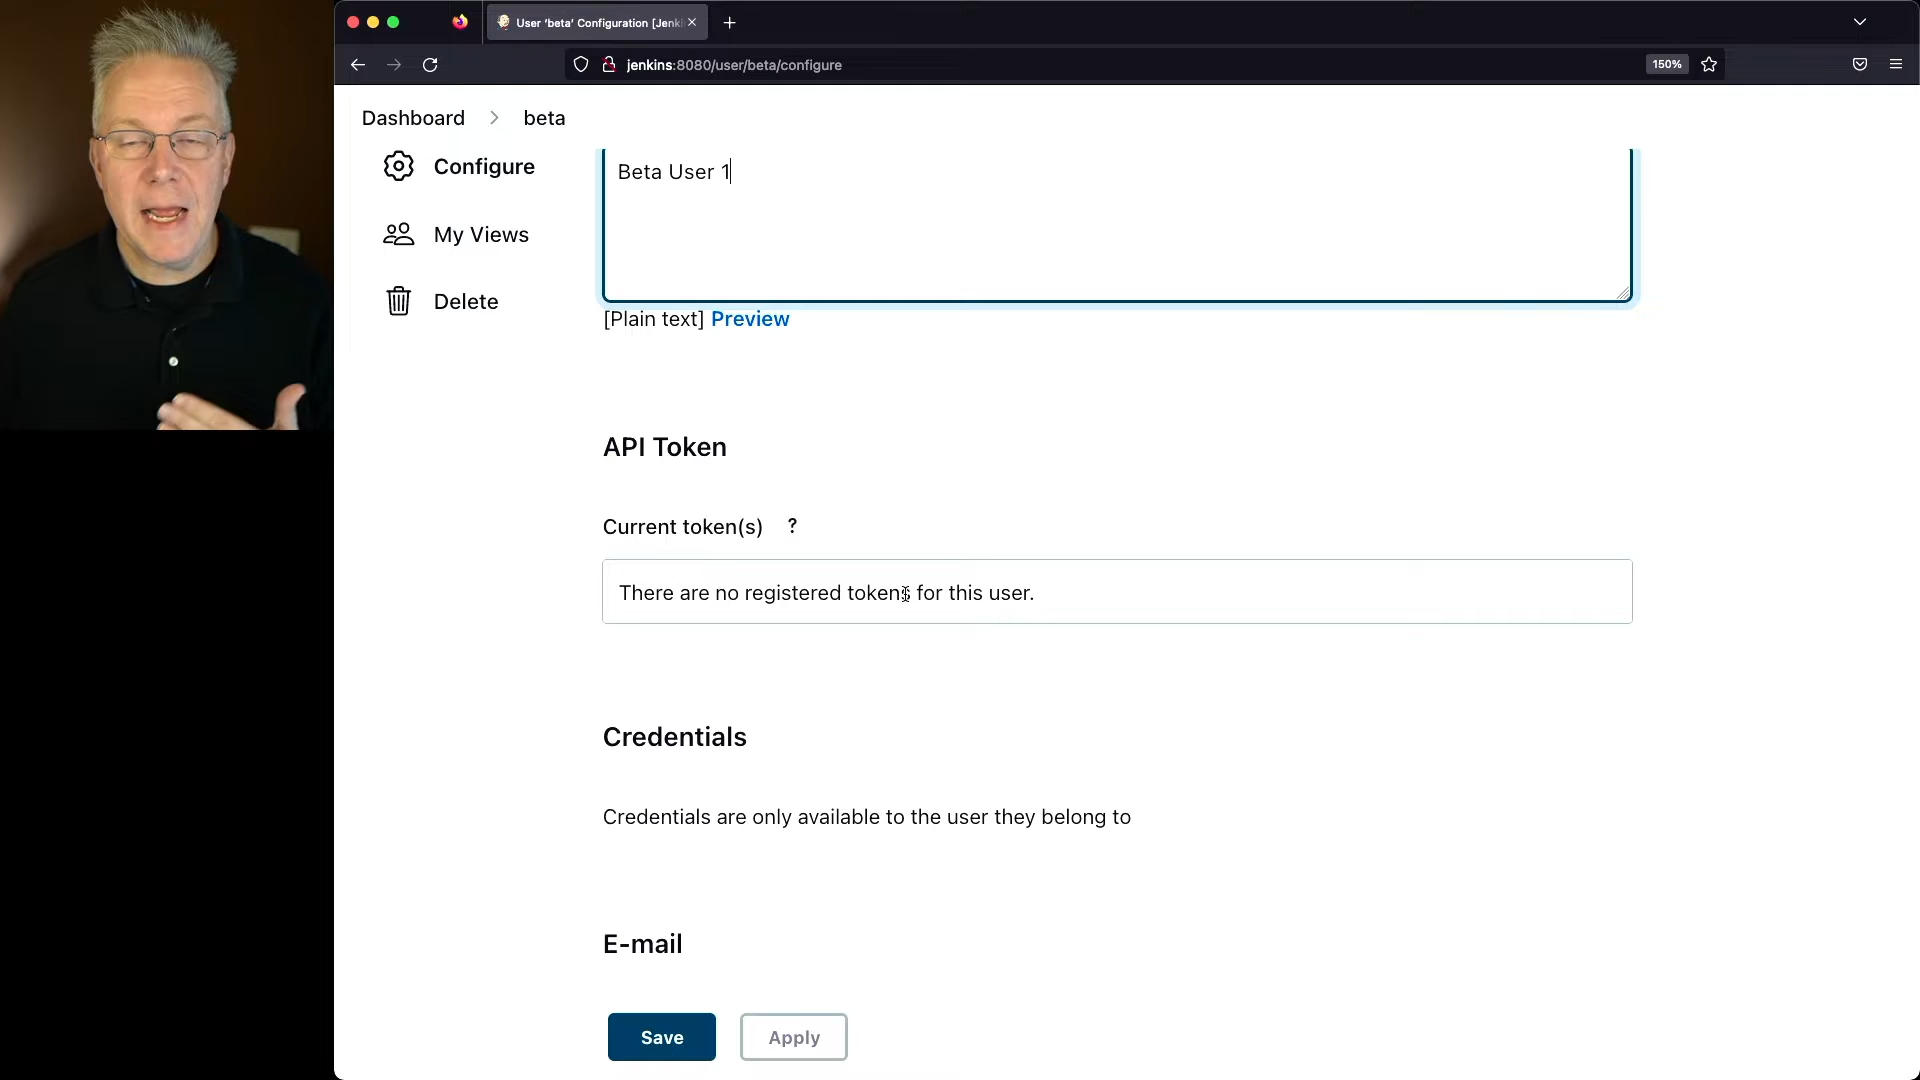 User 'beta' Configuration [Jenki
jenkins:8080/user/beta/configure
150%
Dashboard
beta
Configure
My Views
Delete
Beta User 1
[Plain text] Preview
API Token
Current token(s) ?
There are no registered tokens for this user.
Credentials
Credentials are only available to the user they belong to
E-mail
Save
Apply